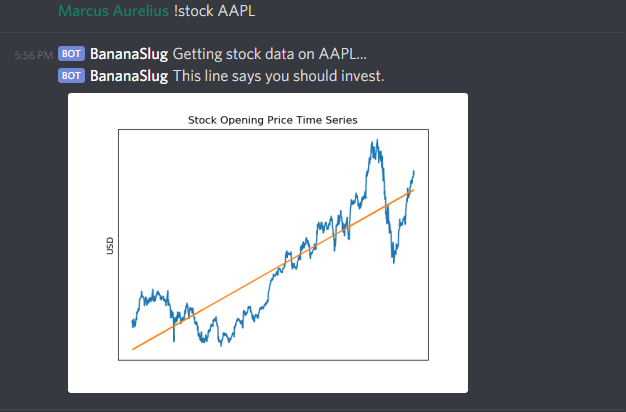 Marcus Aurelius !stock AAPL
5:56 PM BOT BananaSlug Getting stock data on AAPL...
BOT BananaSlug This line says you should invest.
Stock Opening Price Time Series
USD